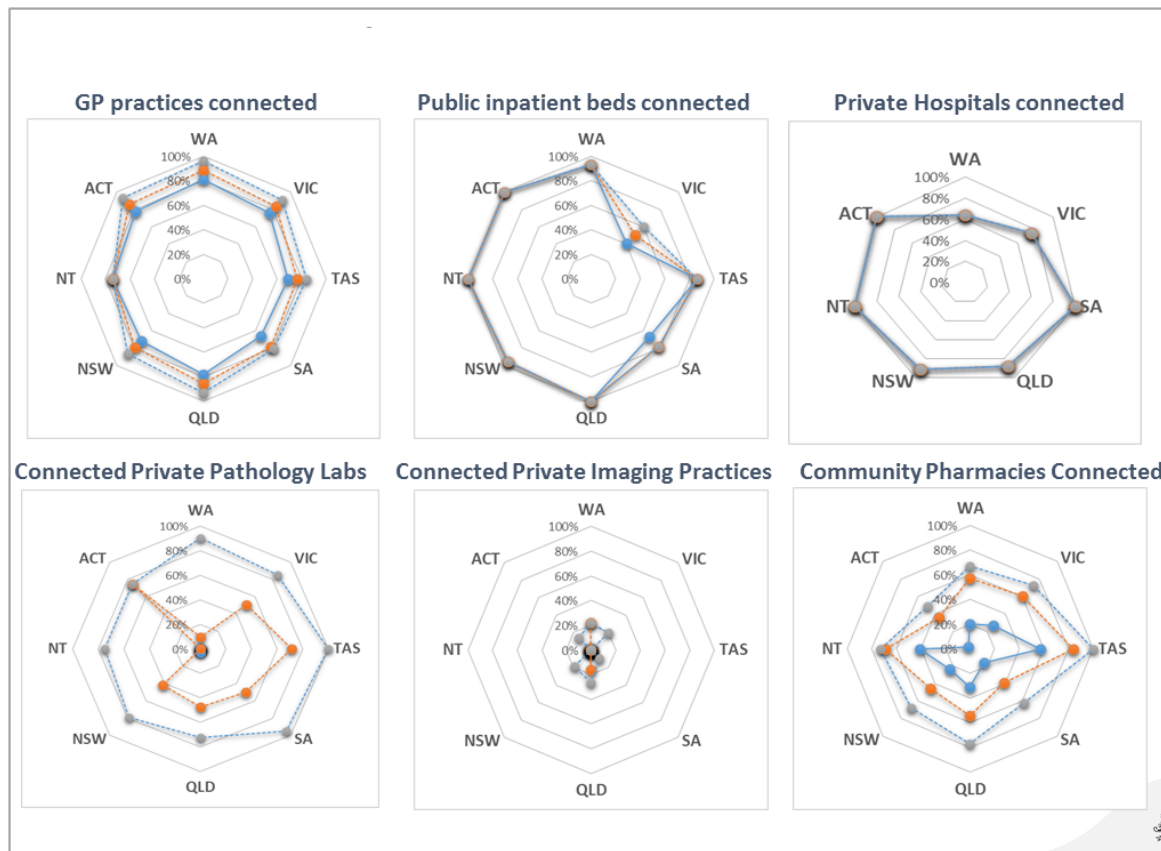 GP practices connected
WA
100%
80%
60%
40%
20%
0%
VIC
TAS
SA
QLD
NSW
NT
ACT
Public inpatient beds connected
WA
100%
80%
60%
40%
20%
0%
VIC
TAS
SA
QLD
NSW
NT
ACT
Private Hospitals connected
WA
100%
80%
60%
40%
20%
0%
VIC
SA
QLD
NSW
NT
ACT
Connected Private Pathology Labs
WA
100%
80%
60%
40%
20%
0%
VIC
TAS
SA
QLD
NSW
NT
ACT
Connected Private Imaging Practices
WA
100%
80%
60%
40%
20%
0%
VIC
TAS
SA
QLD
NSW
NT
ACT
Community Pharmacies Connected
WA
100%
80%
60%
40%
20%
0%
VIC
TAS
SA
QLD
NSW
NT
ACT